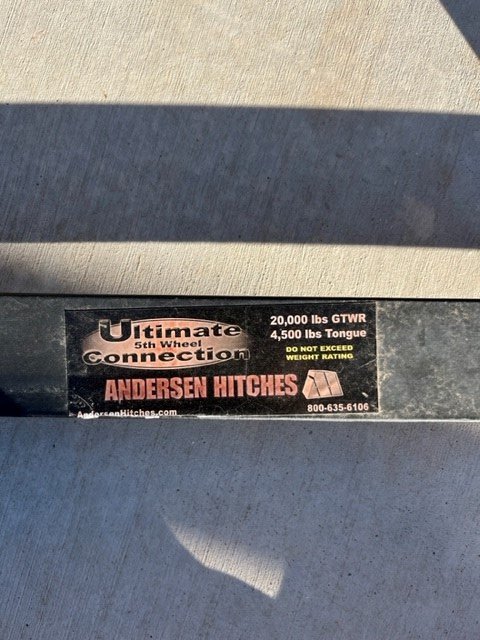 Ultimate
5th Wheel
Connection
20,000 lbs GTWR
4,500 lbs Tongue
DO NOT EXCEED
WEIGHT RATING
ANDERSEN HITCHES
AndersenHitches.com
800-635-6106